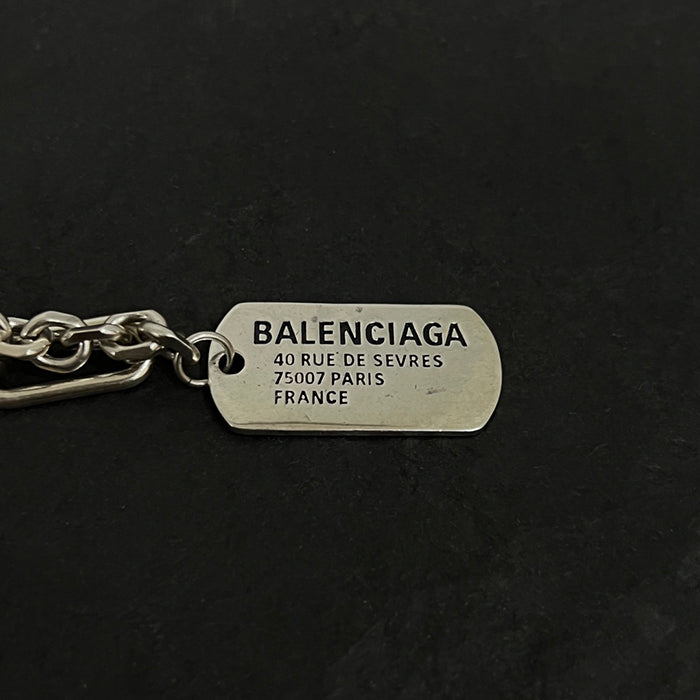 BALENCIAGA
40 RUE DE SEVRES
75007 PARIS
FRANCE